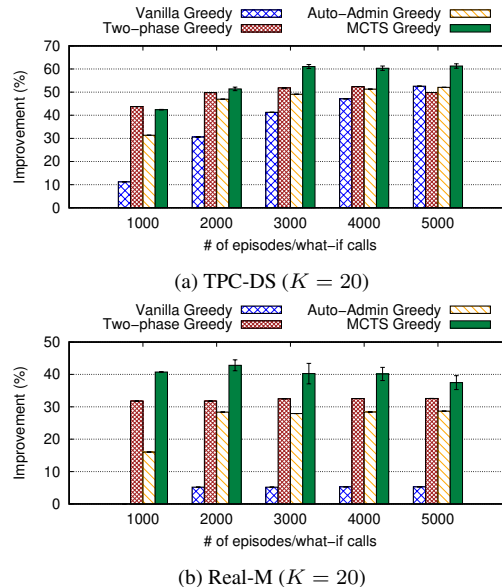 Vanilla Greedy Auto-Admin Greedy
Two-phase Greedy MCTS Greedy
70
60
50
40
30
20
10
0
Improvement (%)
1000 2000 3000 4000 5000
# of episodes/what-if calls
(a) TPC-DS (K = 20)
Vanilla Greedy Auto-Admin Greedy
Two-phase Greedy MCTS Greedy
50
40
30
20
10
0
Improvement (%)
1000 2000 3000 4000 5000
# of episodes/what-if calls
(b) Real-M (K = 20)